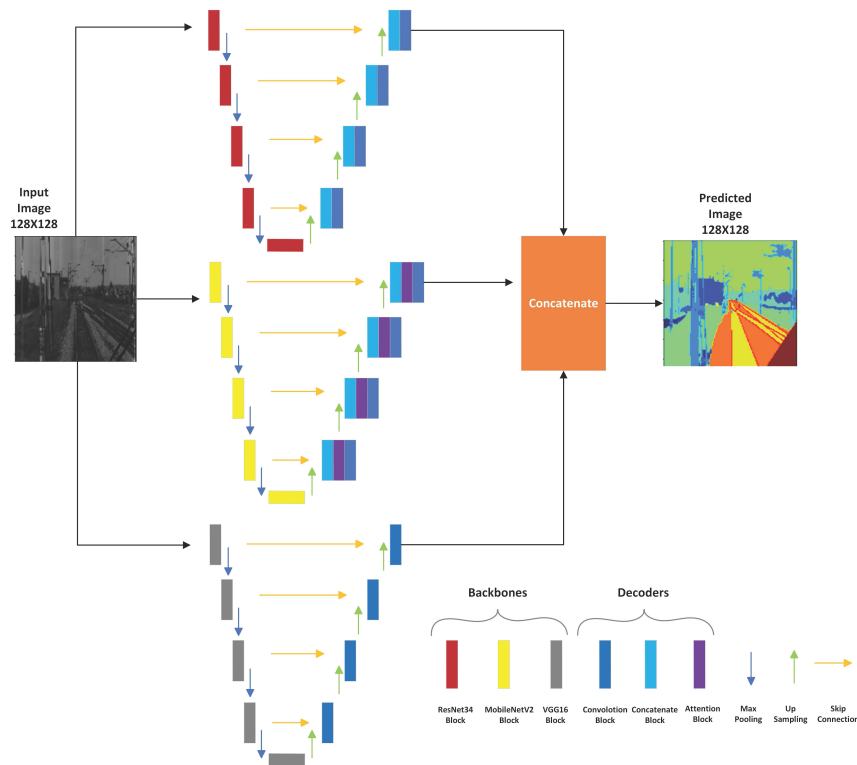 Input
Image
128X128
Concatenate
Predicted
Image
128X128
Backbones
Decoders
ResNet34
Block
MobileNetV2
Block
VGG16
Block
Convolotion
Block
Concatenate
Block
Attention
Block
Max
Pooling
Up
Sampling
Skip
Connection